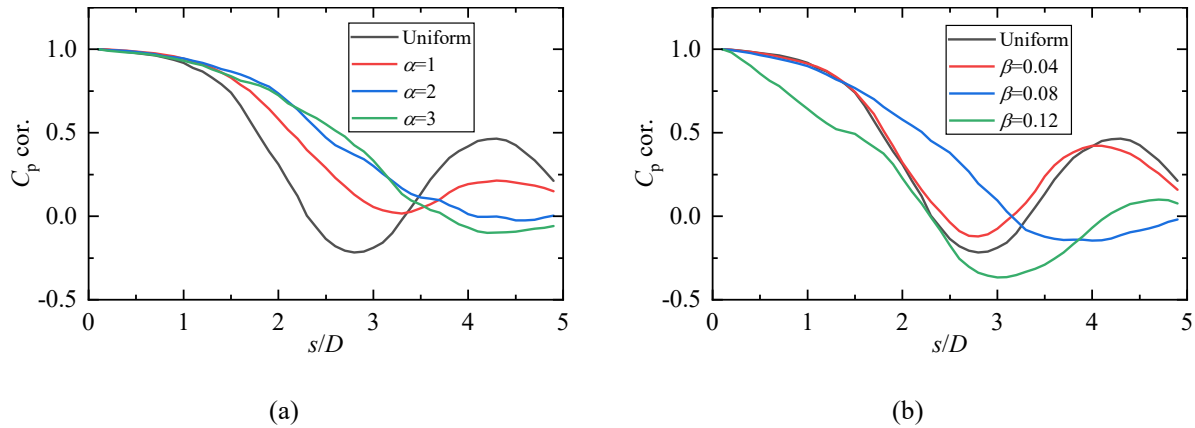 Uniform
α=1
α=2
α=3
1.0
0.5
0.0
-0.5
Cp cor.
0 1 2 3 4 5
s/D
(a)
Uniform
β=0.04
β=0.08
β=0.12
1.0
0.5
0.0
-0.5
Cp cor.
0 1 2 3 4 5
s/D
(b)